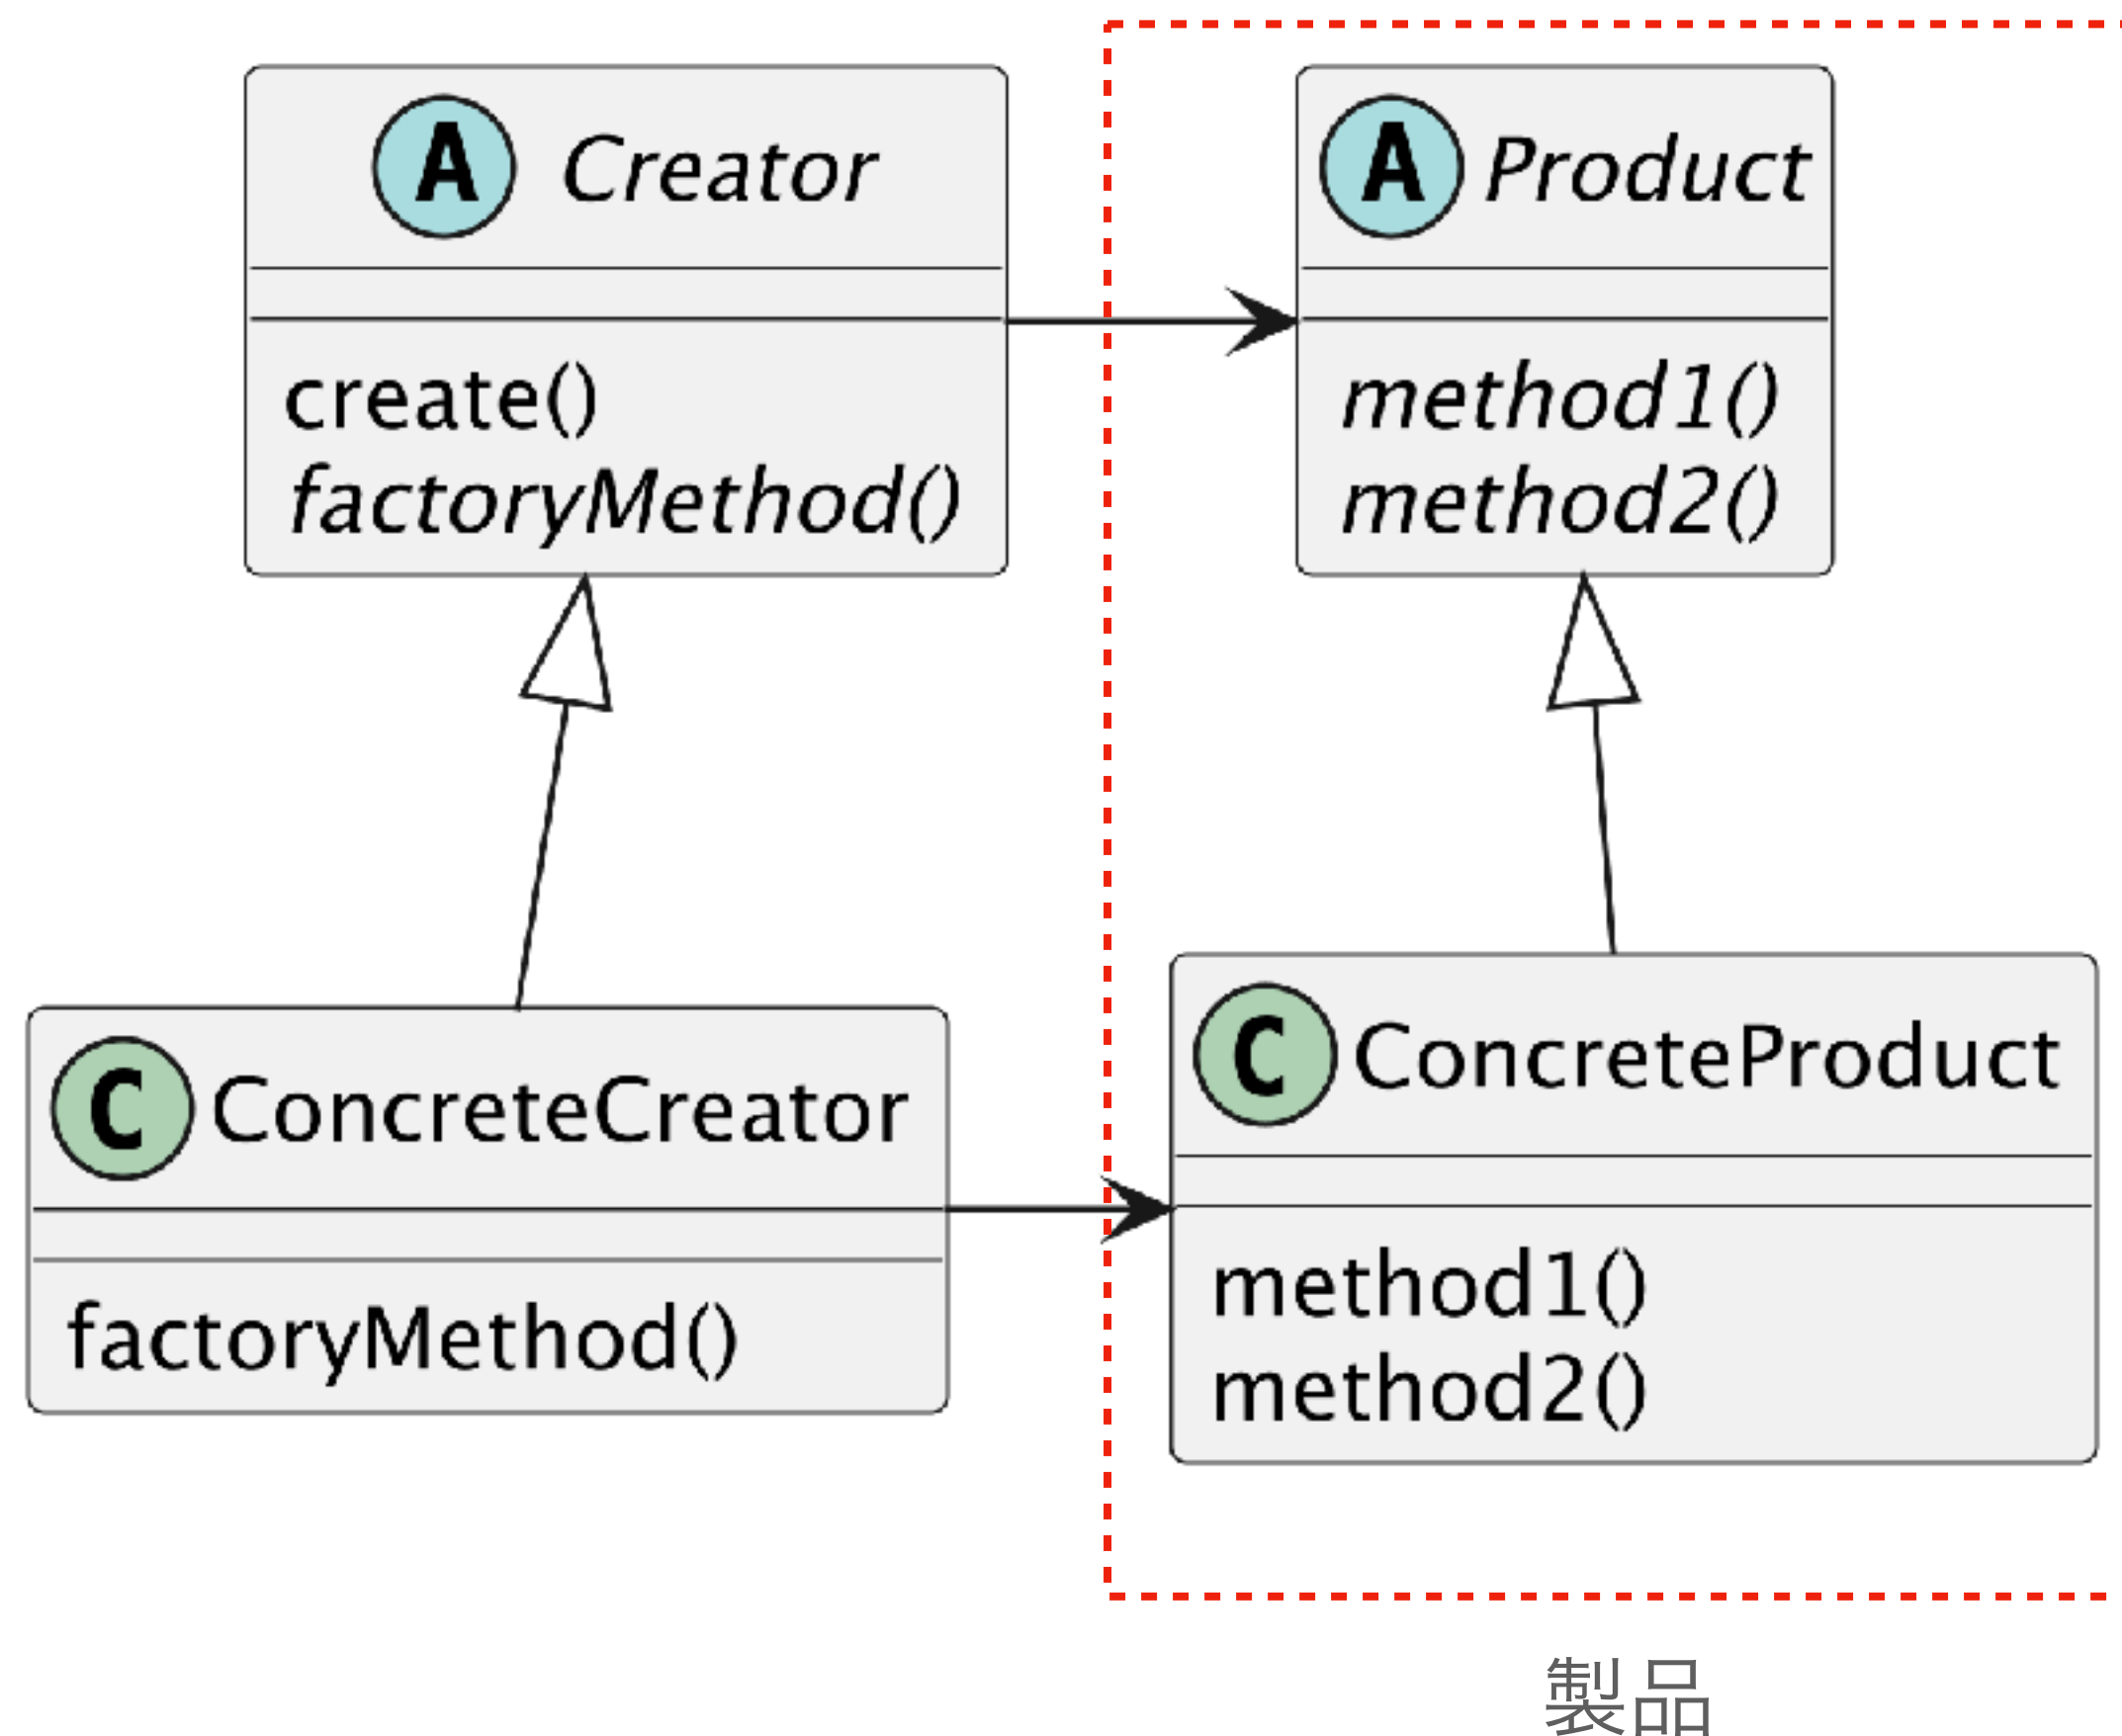 A Creator
create()
factoryMethod()
A Product
method1()
method2()
C ConcreteCreator
factoryMethod()
C ConcreteProduct
method1()
method2()
製品